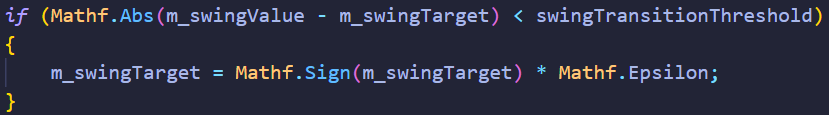 if (Mathf.Abs(m_swingValue - m_swingTarget) < swingTransitionThreshold)
{
    m_swingTarget = Mathf.Sign(m_swingTarget) * Mathf.Epsilon;
}